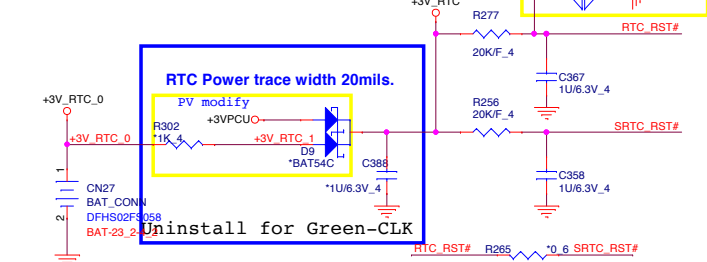 +3V_RTC
R277
RTC_RST#
20K/F_4
RTC Power trace width 20mils.
C367
1U/6.3V_4
+3V_RTC_0
PV modify
+3VPCU
R256
20K/F_4
R302
*1K_4
+3V_RTC_0
+3V_RTC_1
SRTC_RST#
D9
*BAT54C
C388
*1U/6.3V_4
C358
1U/6.3V_4
1
CN27
BAT_CONN
2
DFHS02FS058
Uninstall for Green-CLK
RTC_RST#
R265
*0_6
SRTC_RST#